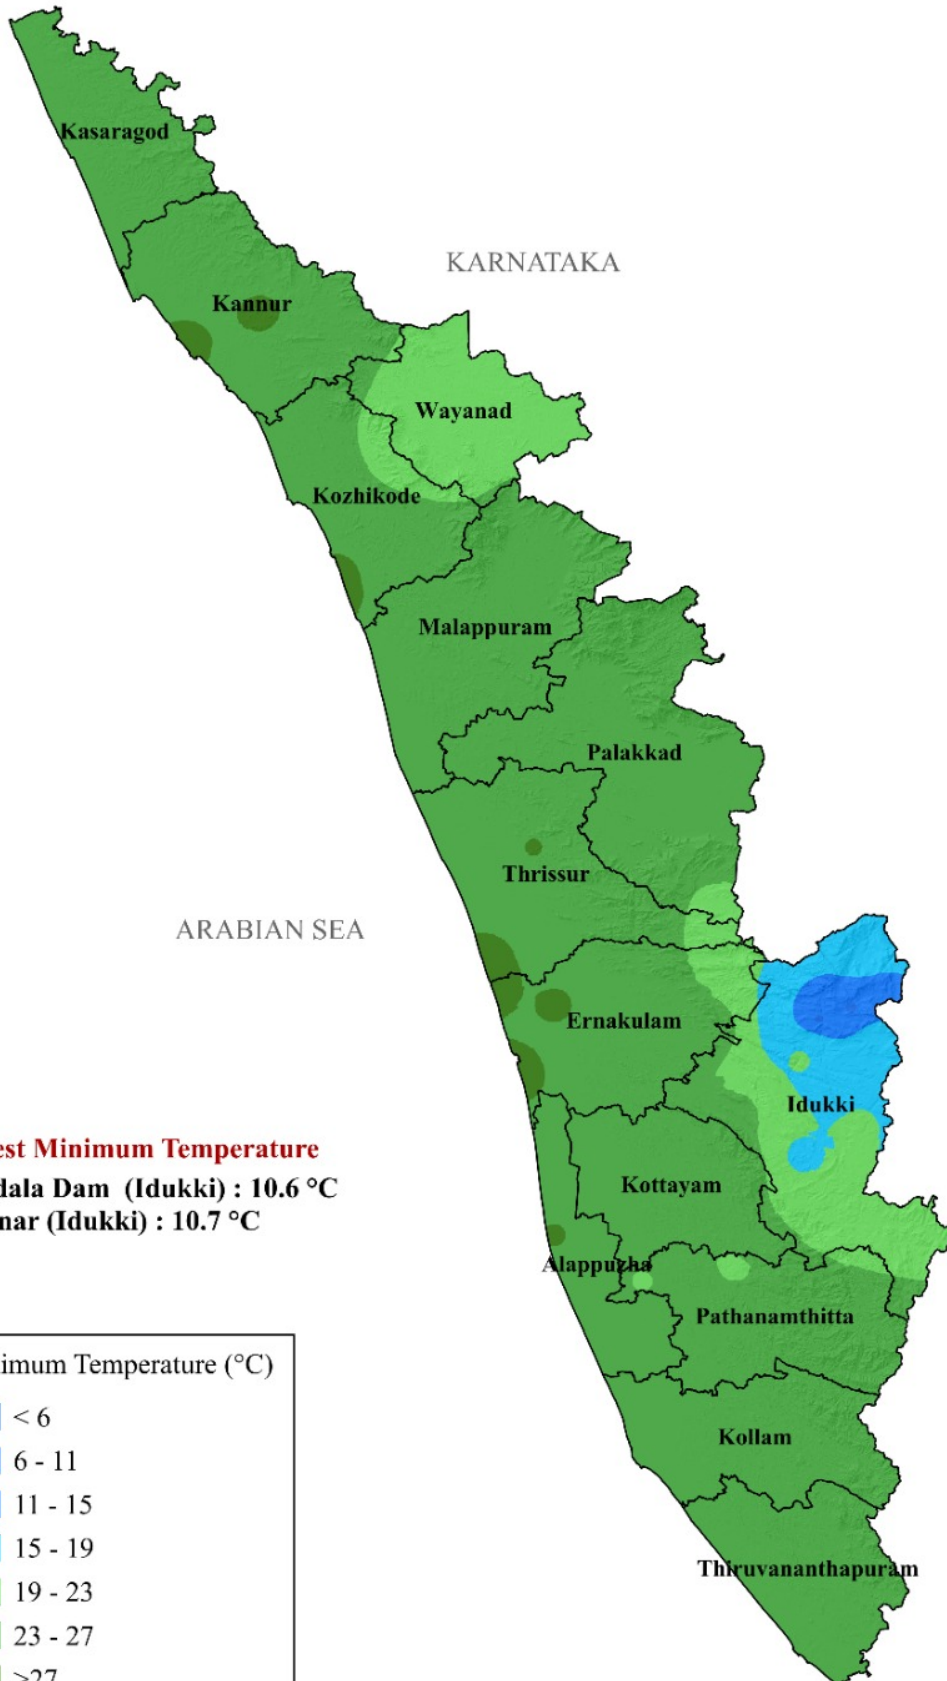 Kasaragod
KARNATAKA
Kannur
Wayanad
Kozhikode
Malappuram
Palakkad
Thrissur
ARABIAN SEA
Ernakulam
Idukki
est Minimum Temperature
dala Dam (Idukki) : 10.6 °C
nar (Idukki) : 10.7 °C
Kottayam
Alappuzha
Pathanamthitta
imum Temperature (°C)
< 6
6 - 11
11 - 15
15 - 19
19 - 23
23 - 27
>27
Kollam
Thiruvananthapuram